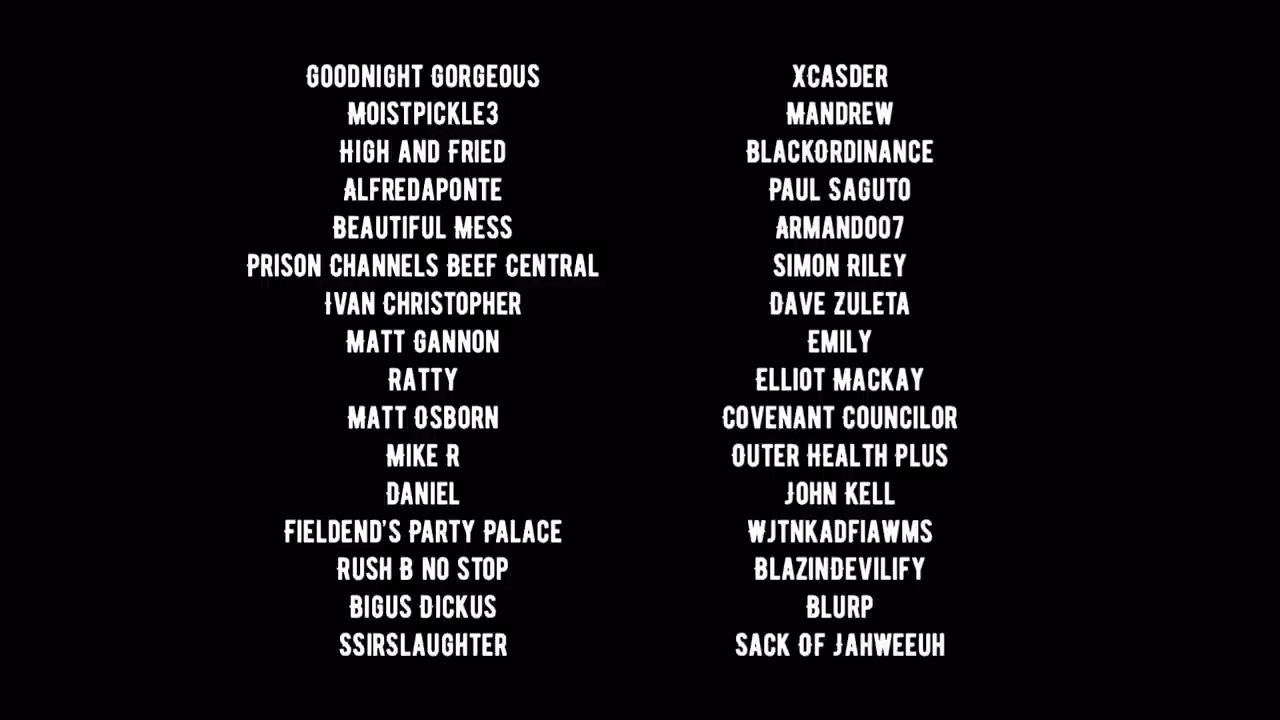 Goodnight Gorgeous
Moistpickle3
High and Fried
AlfredAponte
Beautiful Mess
Prison Channels Beef Central
Ivan Christopher
Matt Gannon
Ratty
Matt Osborn
Mike R
Daniel
Fieldend's Party Palace
Rush B no stop
Bigus Dickus
SSirSlaughter
XCasder
Mandrew
BlackOrdinance
Paul Saguto
Armando07
Simon Riley
Dave Zuleta
Emily
Elliot Mackay
Covenant Councilor
Outer Health Plus
John Kell
WJTNKADFIAWMS
BlazinDevilify
Blurp
Sack Of Jahweeuh